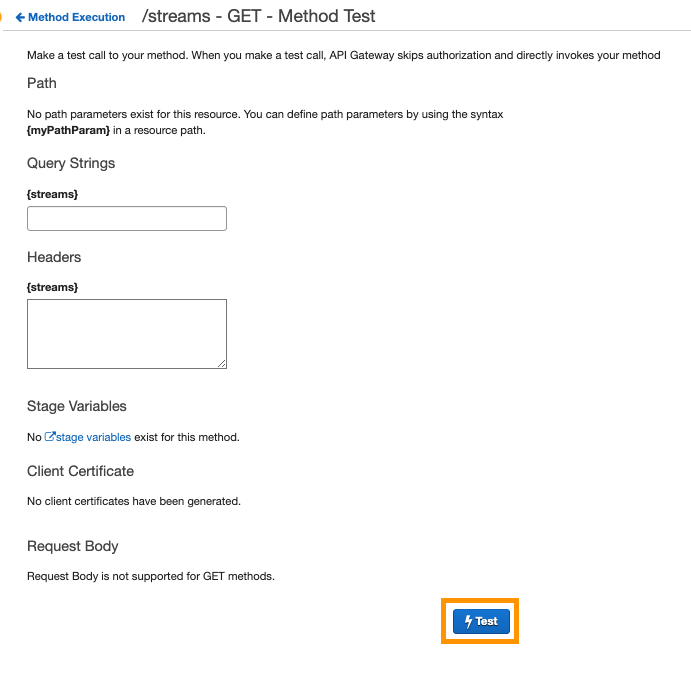 Method Execution /streams - GET - Method Test
Make a test call to your method. When you make a test call, API Gateway skips authorization and directly invokes your method
Path
No path parameters exist for this resource. You can define path parameters by using the syntax
{myPathParam} in a resource path.
Query Strings
{streams}
Headers
{streams}
Stage Variables
No stage variables exist for this method.
Client Certificate
No client certificates have been generated.
Request Body
Request Body is not supported for GET methods.
Test